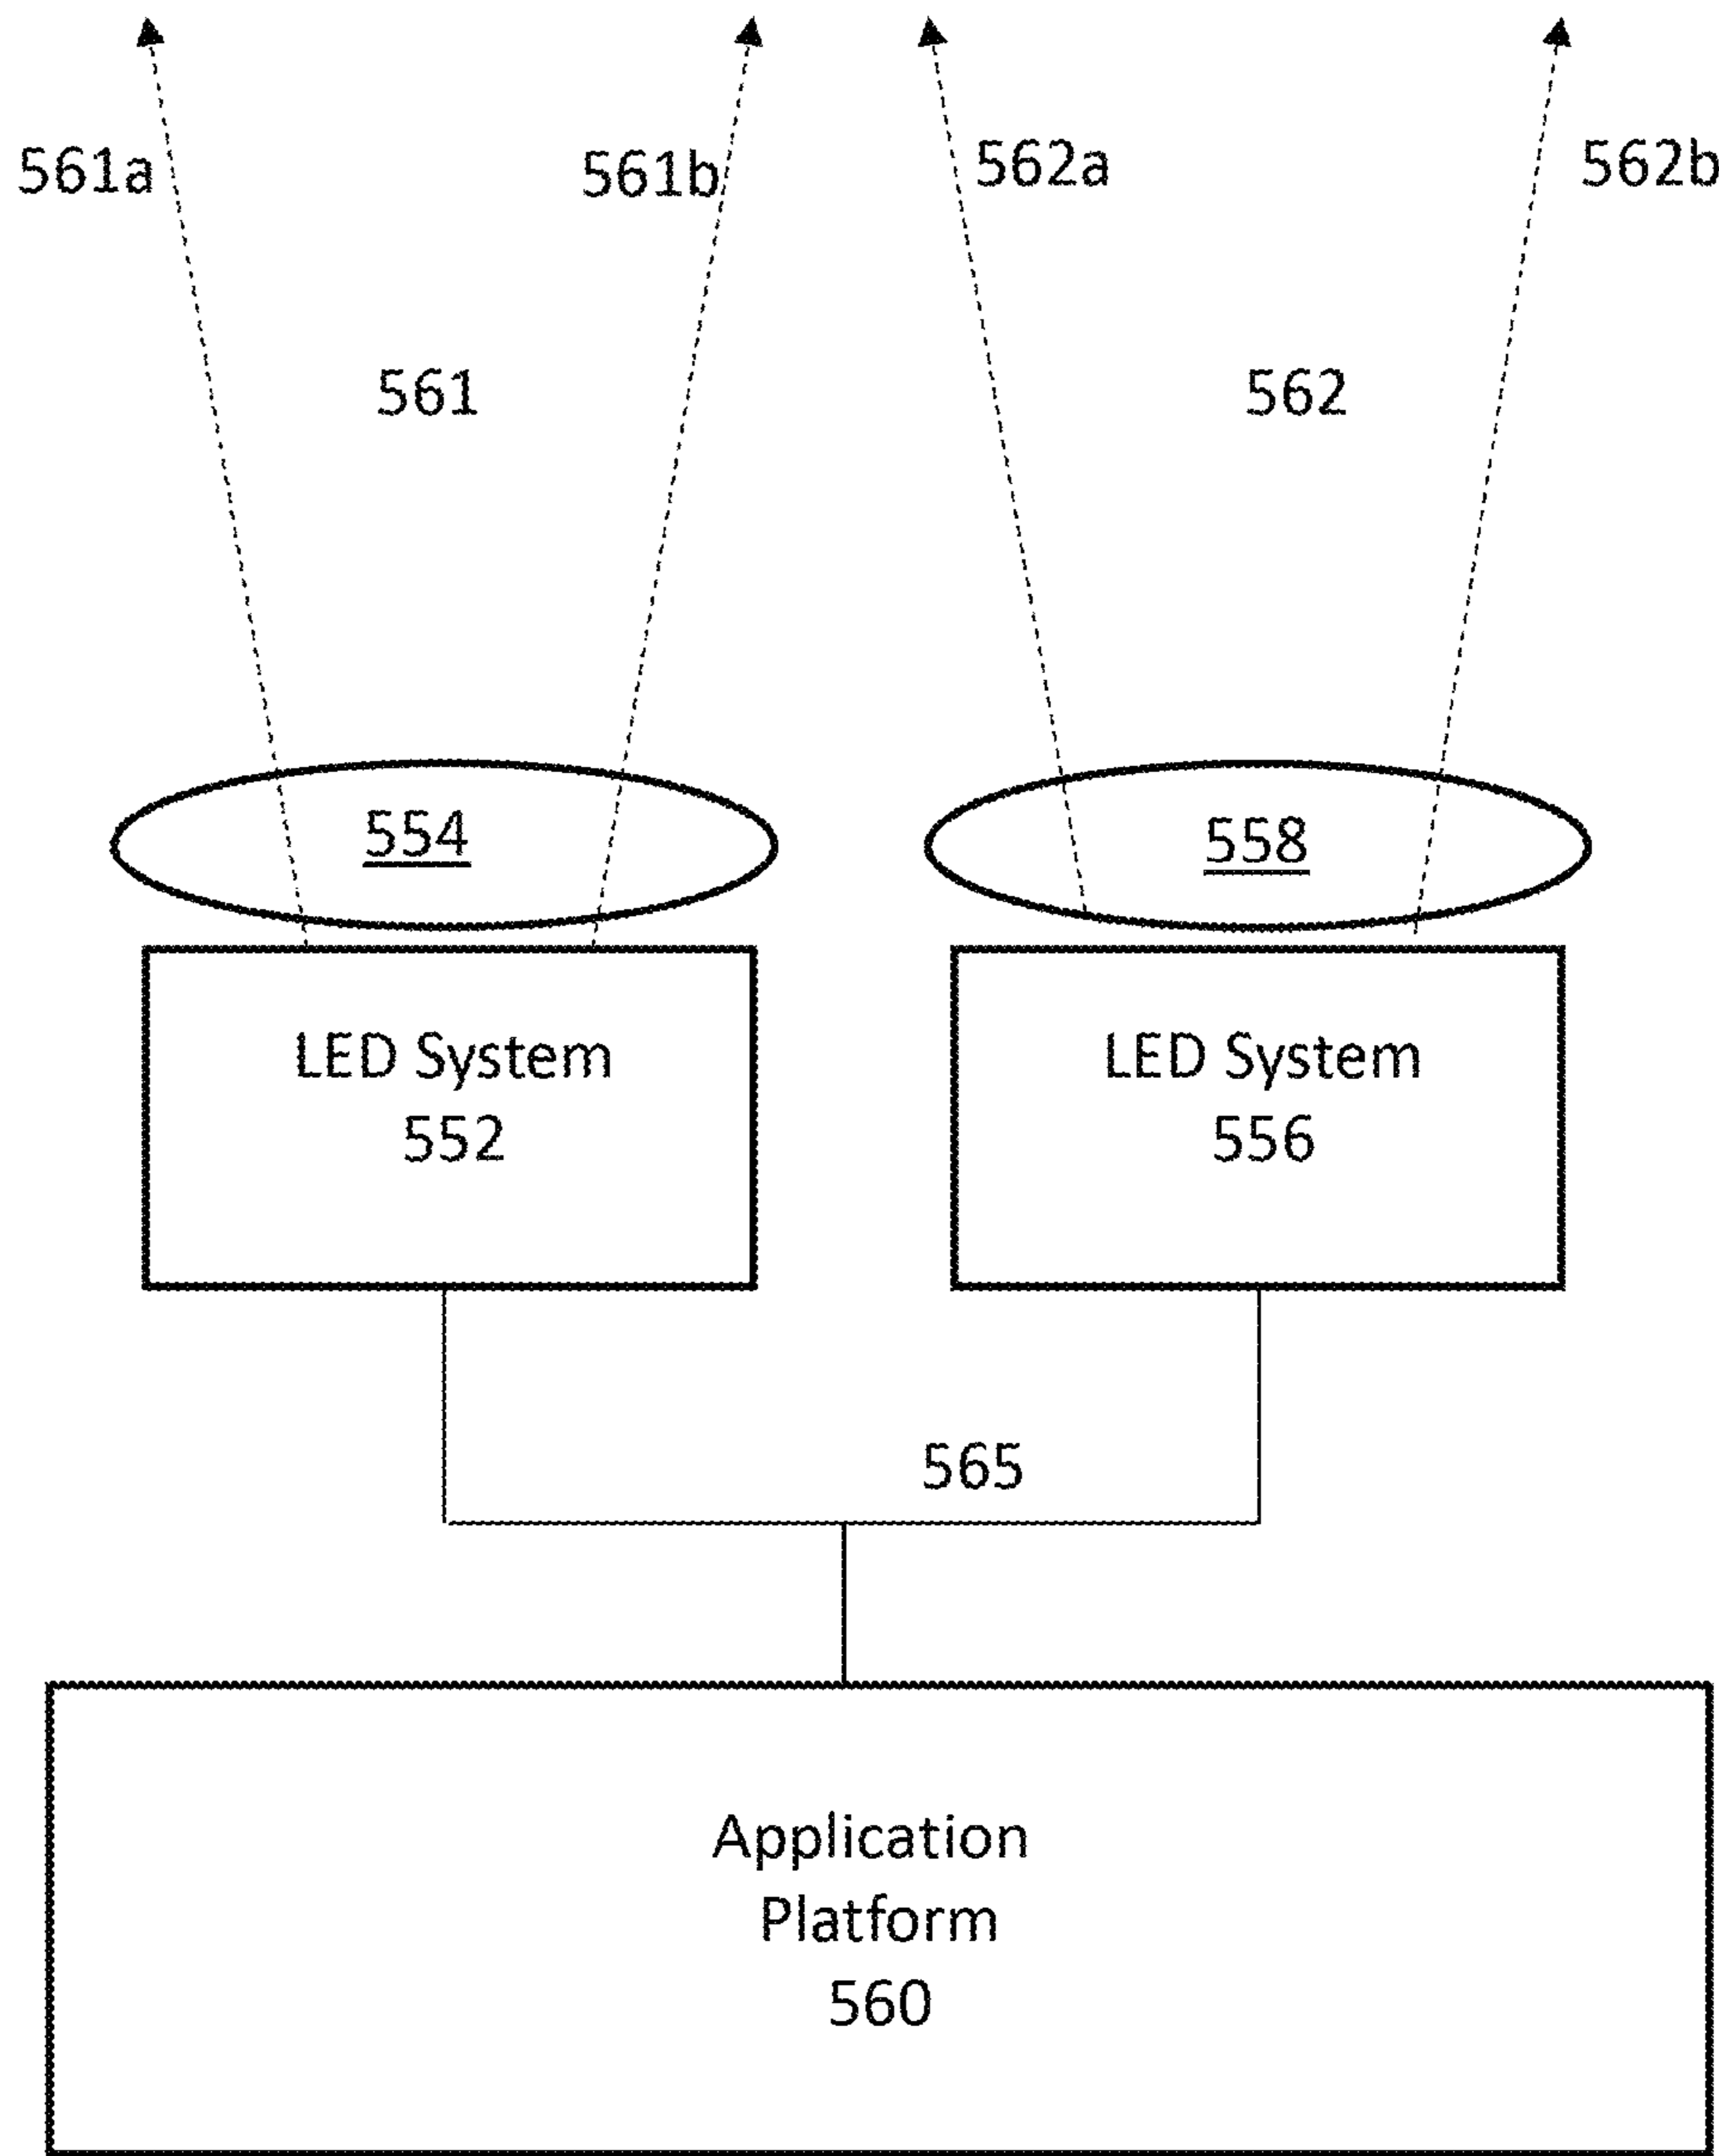 561a
561b
562a
562b
561
562
554
558
LED System
552
LED System
556
565
Application
Platform
560